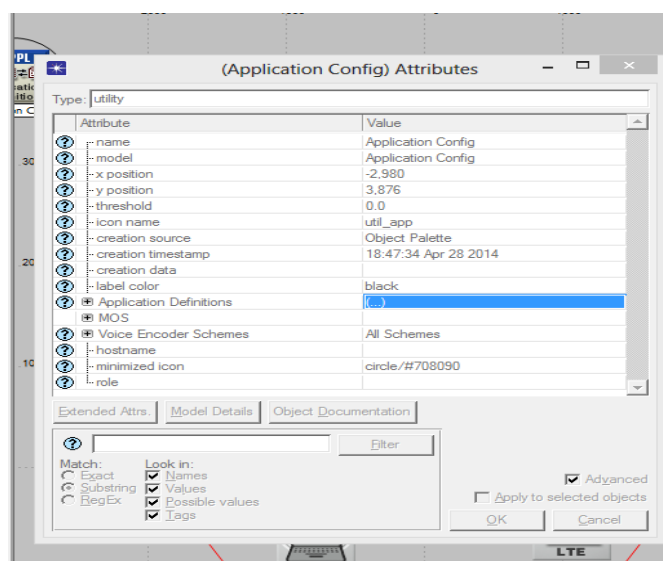 PL
(Application Config) Attributes
Type: utility
Attribute Value
name Application Config
model Application Config
x position -2,980
y position 3,876
threshold 0.0
icon name util_app
creation source Object Palette
creation timestamp 18:47:34 Apr 28 2014
creation data
label color black
Application Definitions (...)
MOS
Voice Encoder Schemes All Schemes
hostname
minimized icon circle/#708090
role
Extended Attrs. Model Details Object Documentation
Filter
Match: Look in:
Exact Names
Substring Values
RegEx Possible values
Tags
Advanced
Apply to selected objects
OK Cancel
LTE
30
20
10